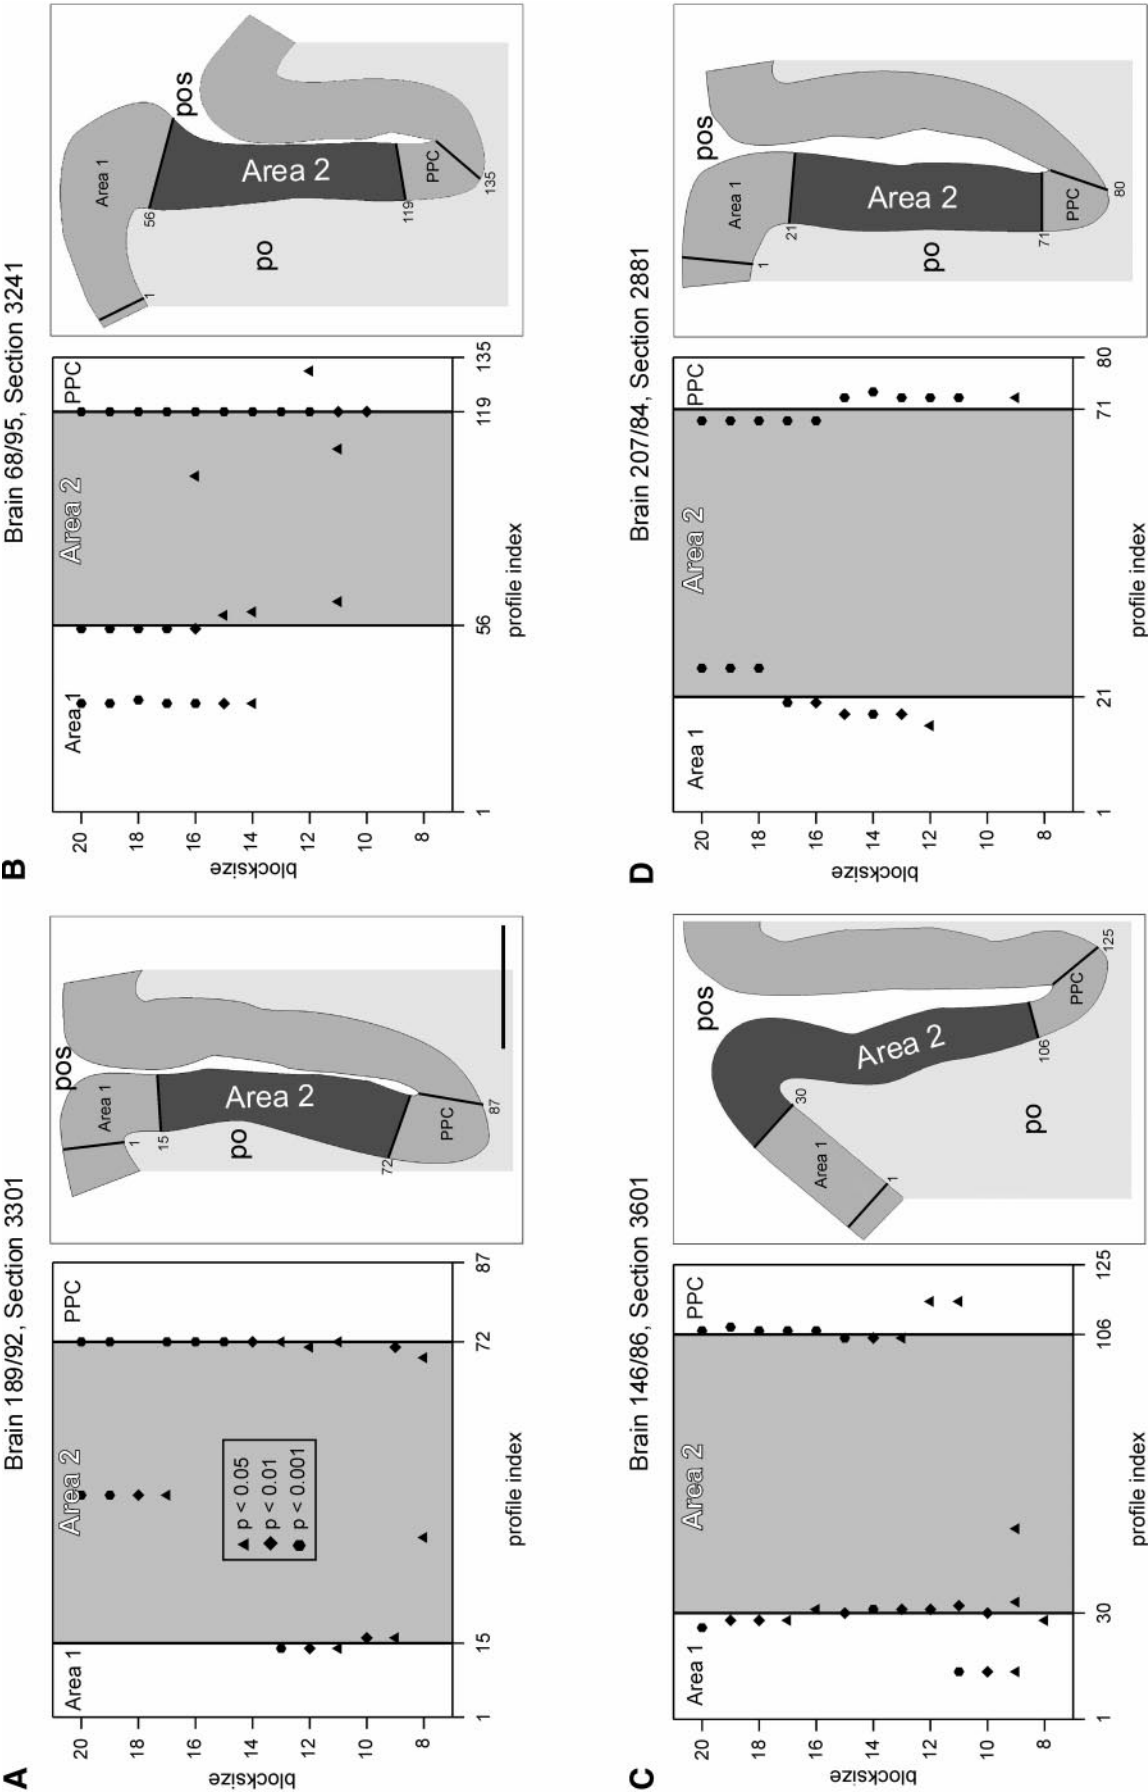 A
Brain 189/92, Section 3301
Area 1
Area 2
PPC
20
18
16
14
12
10
8
blocksize
p < 0.05
p < 0.01
p < 0.001
1
15
72
87
profile index
pos
Area 1
1
15
Area 2
po
72
PPC
87
B
Brain 68/95, Section 3241
Area 1
Area 2
PPC
20
18
16
14
12
10
8
blocksize
1
56
119
135
profile index
Area 1
pos
1
56
Area 2
po
119
PPC
135
C
Brain 146/86, Section 3601
Area 1
Area 2
PPC
20
18
16
14
12
10
8
blocksize
1
30
106
125
profile index
pos
Area 1
1
30
Area 2
po
106
PPC
125
D
Brain 207/84, Section 2881
Area 1
Area 2
PPC
20
18
16
14
12
10
8
blocksize
1
21
71
80
profile index
pos
Area 1
1
21
Area 2
po
71
PPC
80